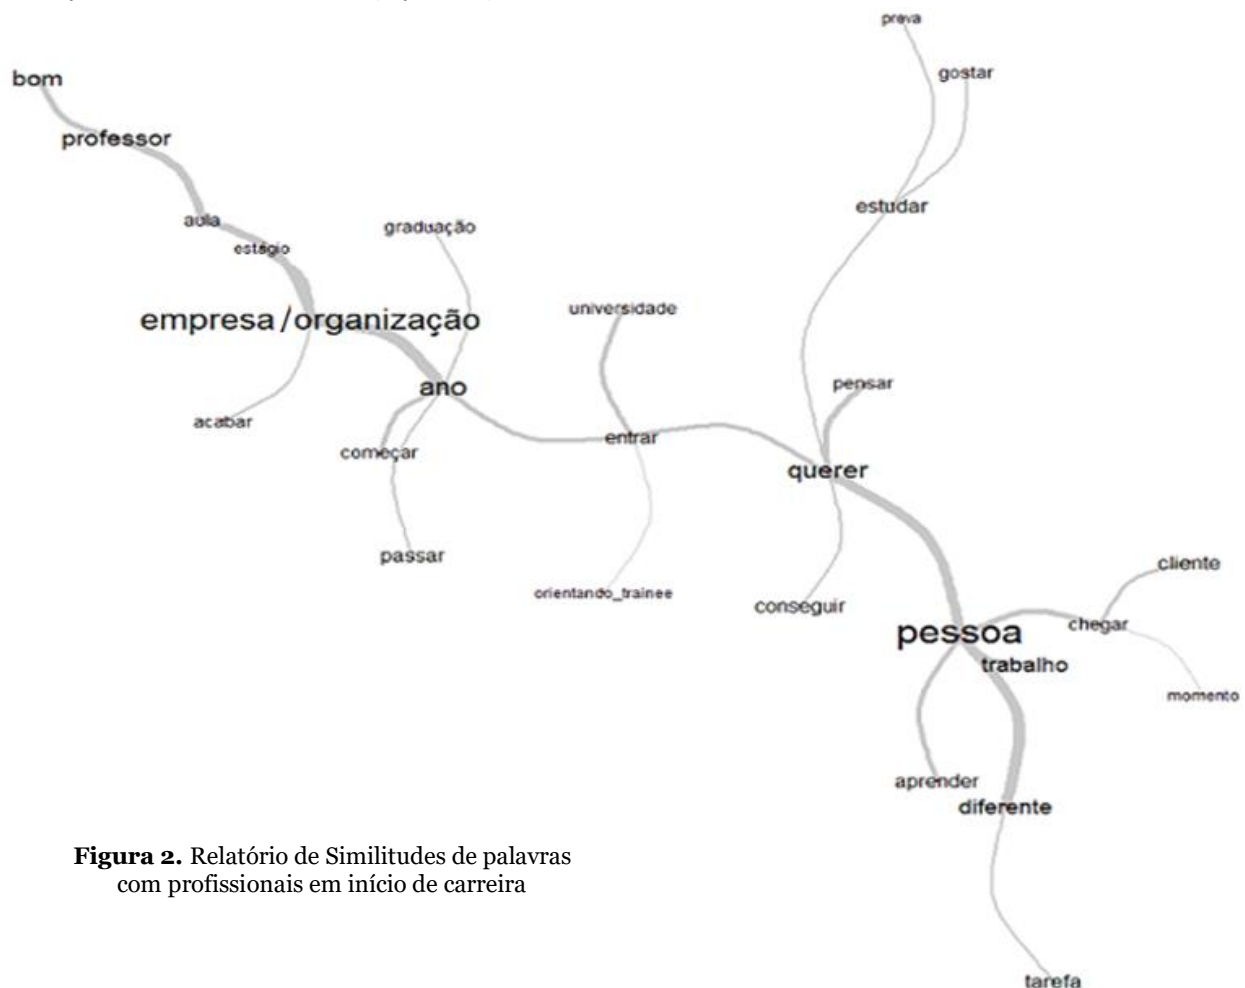 prova
gostar
bom
professor
estudar
aula
graduação
estágio
universidade
empresa/organização
pensar
ano
acabar
entrar
começar
querer
passar
cliente
orientando_trainee
conseguir
chegar
pessoa
trabalho
momento
aprender
diferente
Figura 2. Relatório de Similitudes de palavras
com profissionais em início de carreira
tarefa